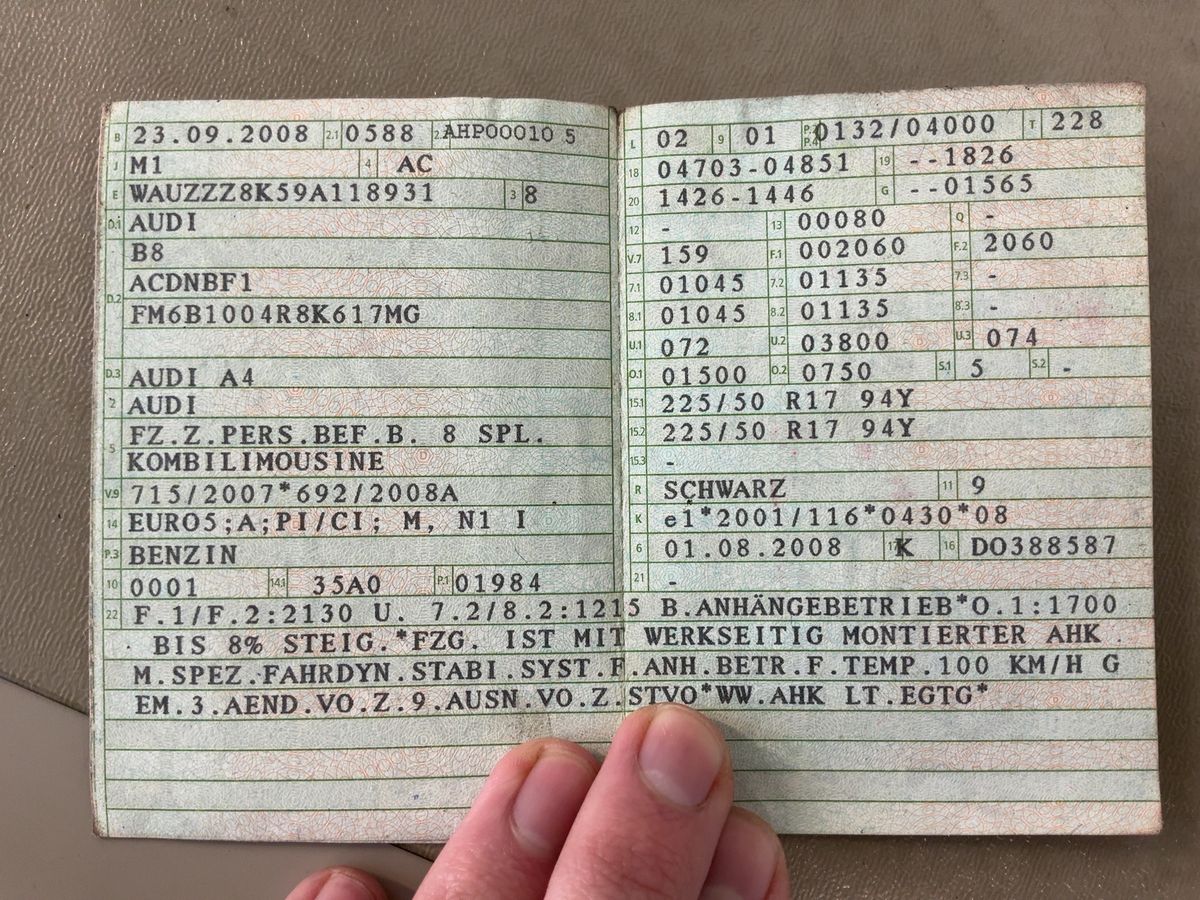 B 23.09.2008 2.1 0588 2.2 AHP00010 5
J M1 4 AC
E WAUZZZ8K59A118931 3 8
D.1 AUDI
B8
D.2 ACDNBF1
FM6B1004R8K617MG
D.3 AUDI A4
2 AUDI
5 FZ.Z.PERS.BEF.B. 8 SPL.
KOMBILIMOUSINE
V.9 715/2007*692/2008A
14 EURO5;A;PI/CI; M, N1 I
P.3 BENZIN
10 0001 14.1 35A0 P.1 01984
L 02 9 01 P.2 P.4 0132/04000 T 228
18 04703-04851 19 --1826
20 1426-1446 G --01565
12 - 13 00080 Q -
V.7 159 F.1 002060 F.2 2060
7.1 01045 7.2 01135 7.3 -
8.1 01045 8.2 01135 8.3 -
U.1 072 U.2 03800 U.3 074
O.1 01500 O.2 0750 S.1 5 S.2 -
15.1 225/50 R17 94Y
15.2 225/50 R17 94Y
15.3 -
R SCHWARZ 11 9
K e1*2001/116*0430*08
6 01.08.2008 17 K 16 DO388587
21 -
22 F.1/F.2:2130 U. 7.2/8.2:1215 B.ANHÄNGEBETRIEB*O.1:1700
BIS 8% STEIG.*FZG. IST MIT WERKSEITIG MONTIERTER AHK
M.SPEZ.FAHRDYN.STABI.SYST.F.ANH.BETR.F.TEMP.100 KM/H G
EM.3.AEND.VO.Z.9.AUSN.VO.Z.STVO*WW.AHK LT.EGTG*